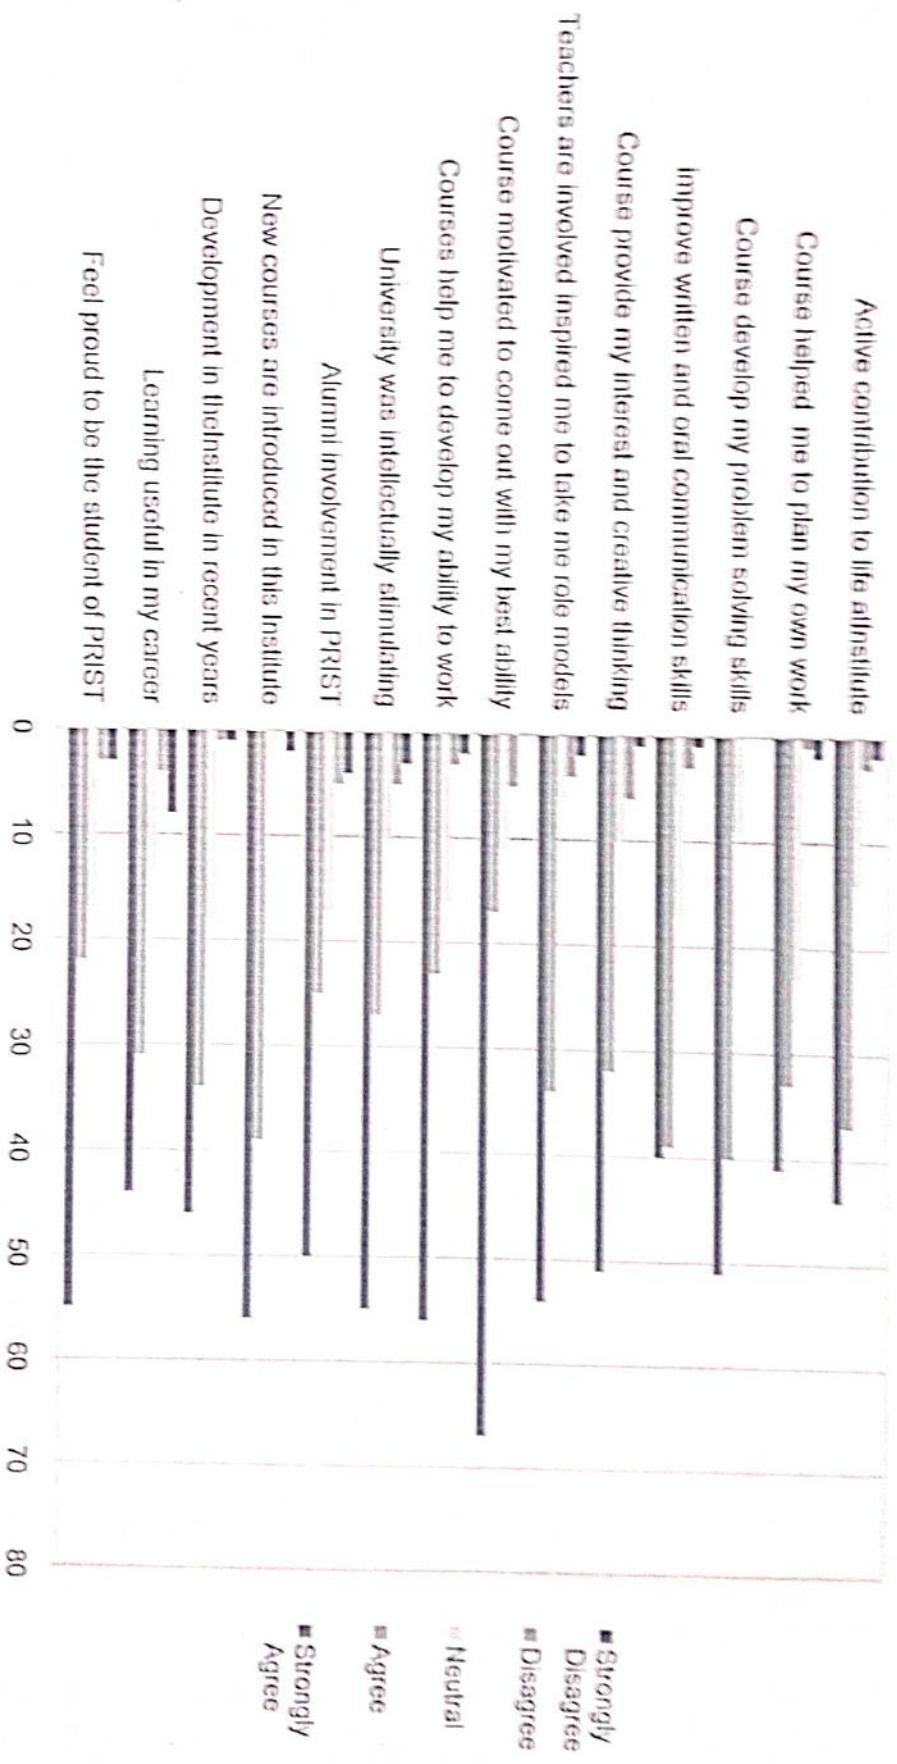 Active contribution to life atInstitute
Course helped me to plan my own work
Course develop my problem solving skills
improve written and oral communication skills
Course provide my interest and creative thinking
Teachers are involved inspired me to take me role models
Course motivated to come out with my best ability
Courses help me to develop my ability to work
University was intellectually stimulating
Alumni involvement in PRIST
New courses are introduced in this Institute
Development in theInstitute in recent years
Learning useful in my career
Feel proud to be the student of PRIST
0 10 20 30 40 50 60 70 80
Strongly
Disagree
Disagree
Neutral
Agree
Strongly
Agree